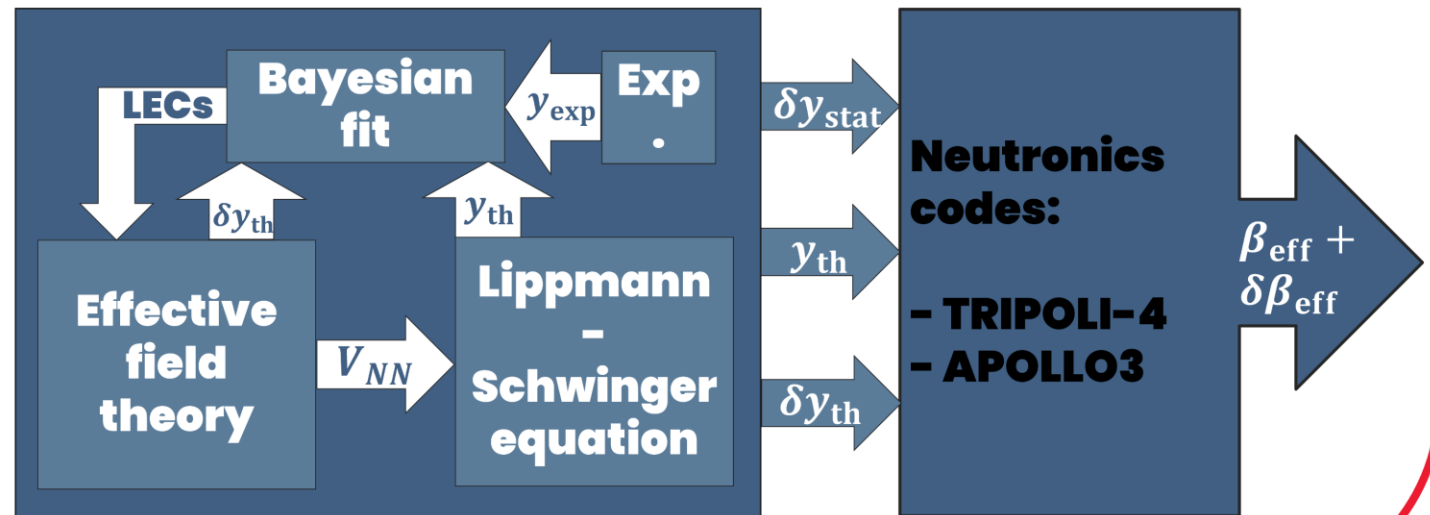 LECs
Bayesian
fit
y_exp
Exp
.
δy_th
y_th
Effective
field
theory
V_NN
Lippmann
-
Schwinger
equation
δy_stat
y_th
δy_th
Neutronics
codes:
- TRIPOLI-4
- APOLLO3
β_eff +
δβ_eff